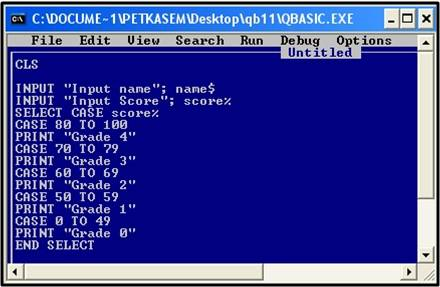 C:\DOCUME~1\PETKASEM\Desktop\qb11\QBASIC.EXE
File Edit View Search Run Debug Options
Untitled
CLS
INPUT "Input name"; name$
INPUT "Input Score"; score%
SELECT CASE score%
CASE 80 TO 100
PRINT "Grade 4"
CASE 70 TO 79
PRINT "Grade 3"
CASE 60 TO 69
PRINT "Grade 2"
CASE 50 TO 59
PRINT "Grade 1"
CASE 0 TO 49
PRINT "Grade 0"
END SELECT